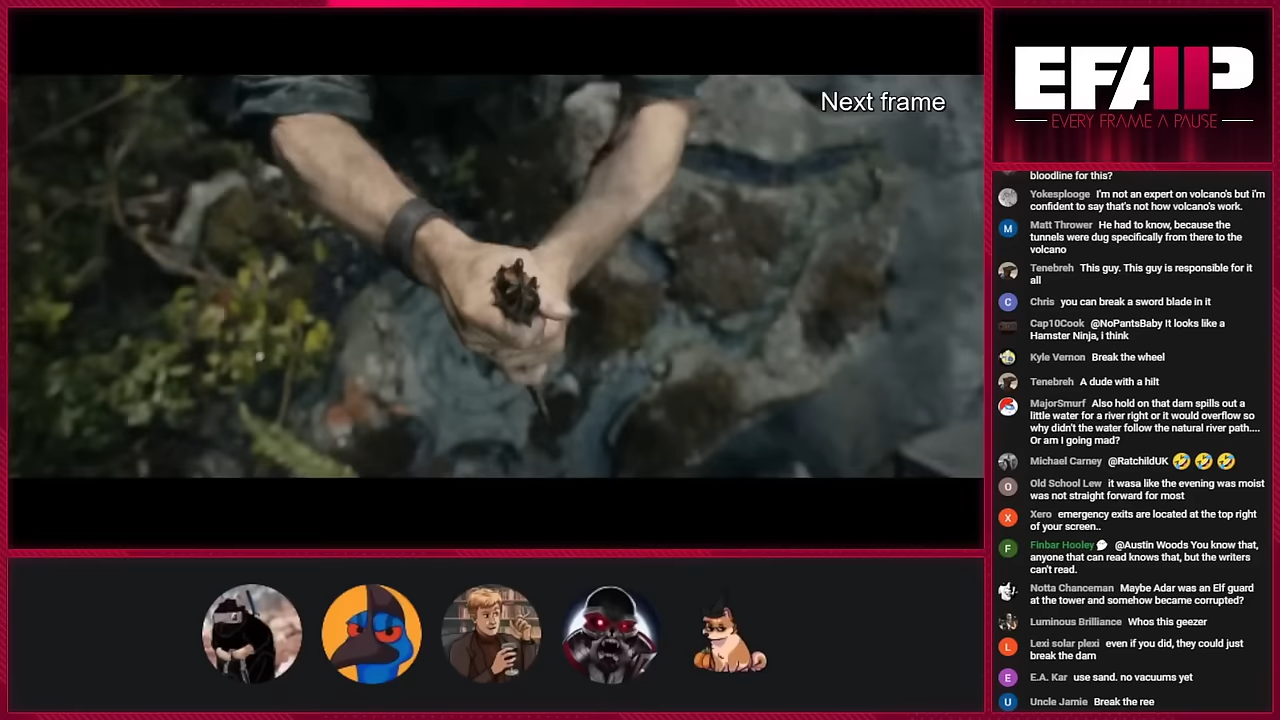 Next frame
EFAP
EVERY FRAME A PAUSE
bloodline for this?
Yokesplooge I'm not an expert on volcano's but i'm
confident to say that's not how volcano's work.
M
Matt Thrower He had to know, because the
tunnels were dug specifically from there to the
volcano
Tenebreh This guy. This guy is responsible for it
all
C
Chris you can break a sword blade in it
Cap10Cook @NoPantsBaby It looks like a
Hamster Ninja, i think
Kyle Vernon Break the wheel
Tenebreh A dude with a hilt
MajorSmurf Also hold on that dam spills out a
little water for a river right or it would overflow so
why didn't the water follow the natural river path....
Or am I going mad?
Michael Carney @RatchildUK 🤣 🤣 🤣
O
Old School Lew it wasa like the evening was moist
was not straight forward for most
X
Xero emergency exits are located at the top right
of your screen..
F
Finbar Hooley @Austin Woods You know that,
anyone that can read knows that, but the writers
can't read.
Notta Chanceman Maybe Adar was an Elf guard
at the tower and somehow became corrupted?
Luminous Brilliance Whos this geezer
L
Lexi solar plexi even if you did, they could just
break the dam
E
E.A. Kar use sand. no vacuums yet
U
Uncle Jamie Break the ree